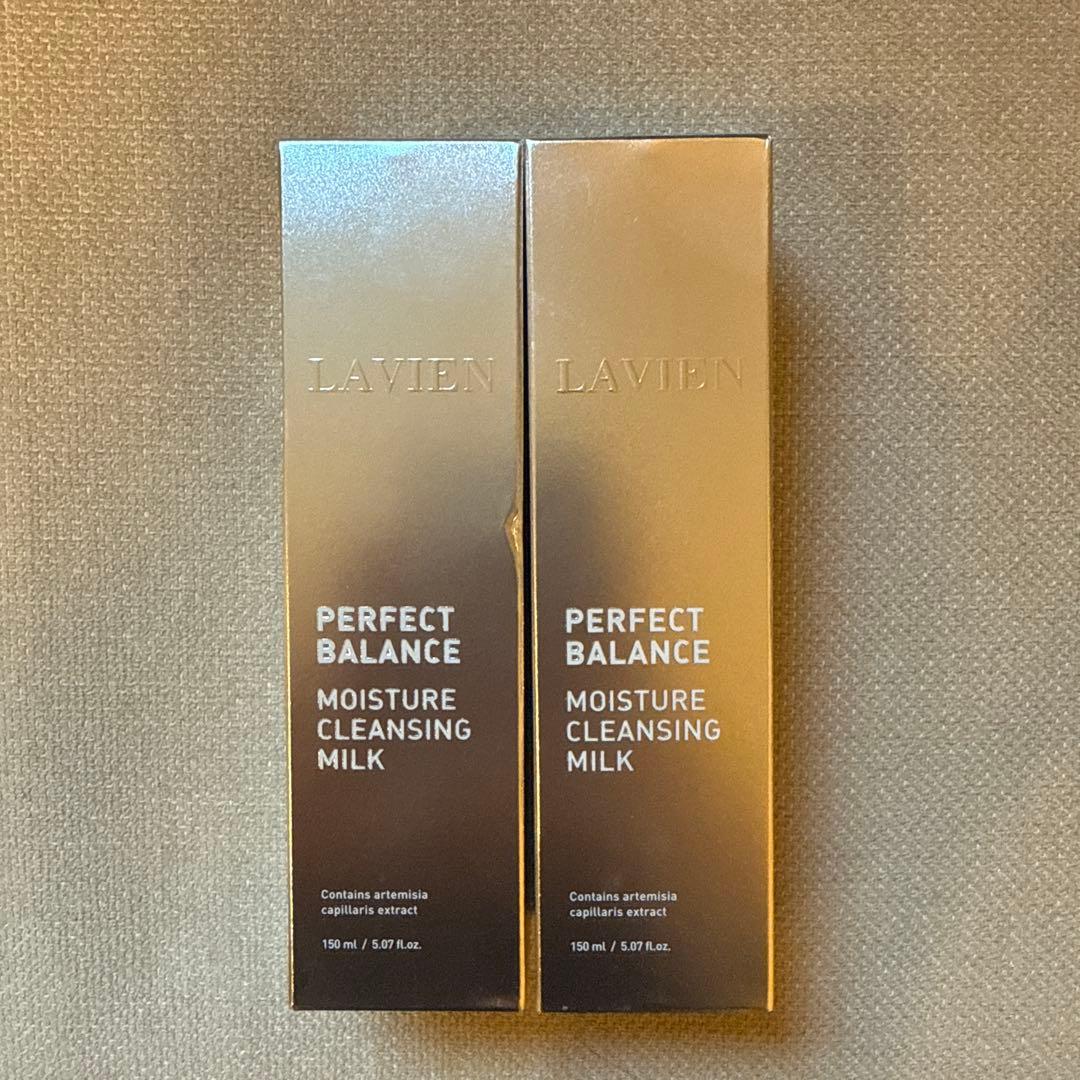 LAVIEN
PERFECT
BALANCE
MOISTURE
CLEANSING
MILK
Contains artemisia
capillaris extract
150 ml / 5.07 fl.oz.
LAVIEN
PERFECT
BALANCE
MOISTURE
CLEANSING
MILK
Contains artemisia
capillaris extract
150 ml / 5.07 fl.oz.